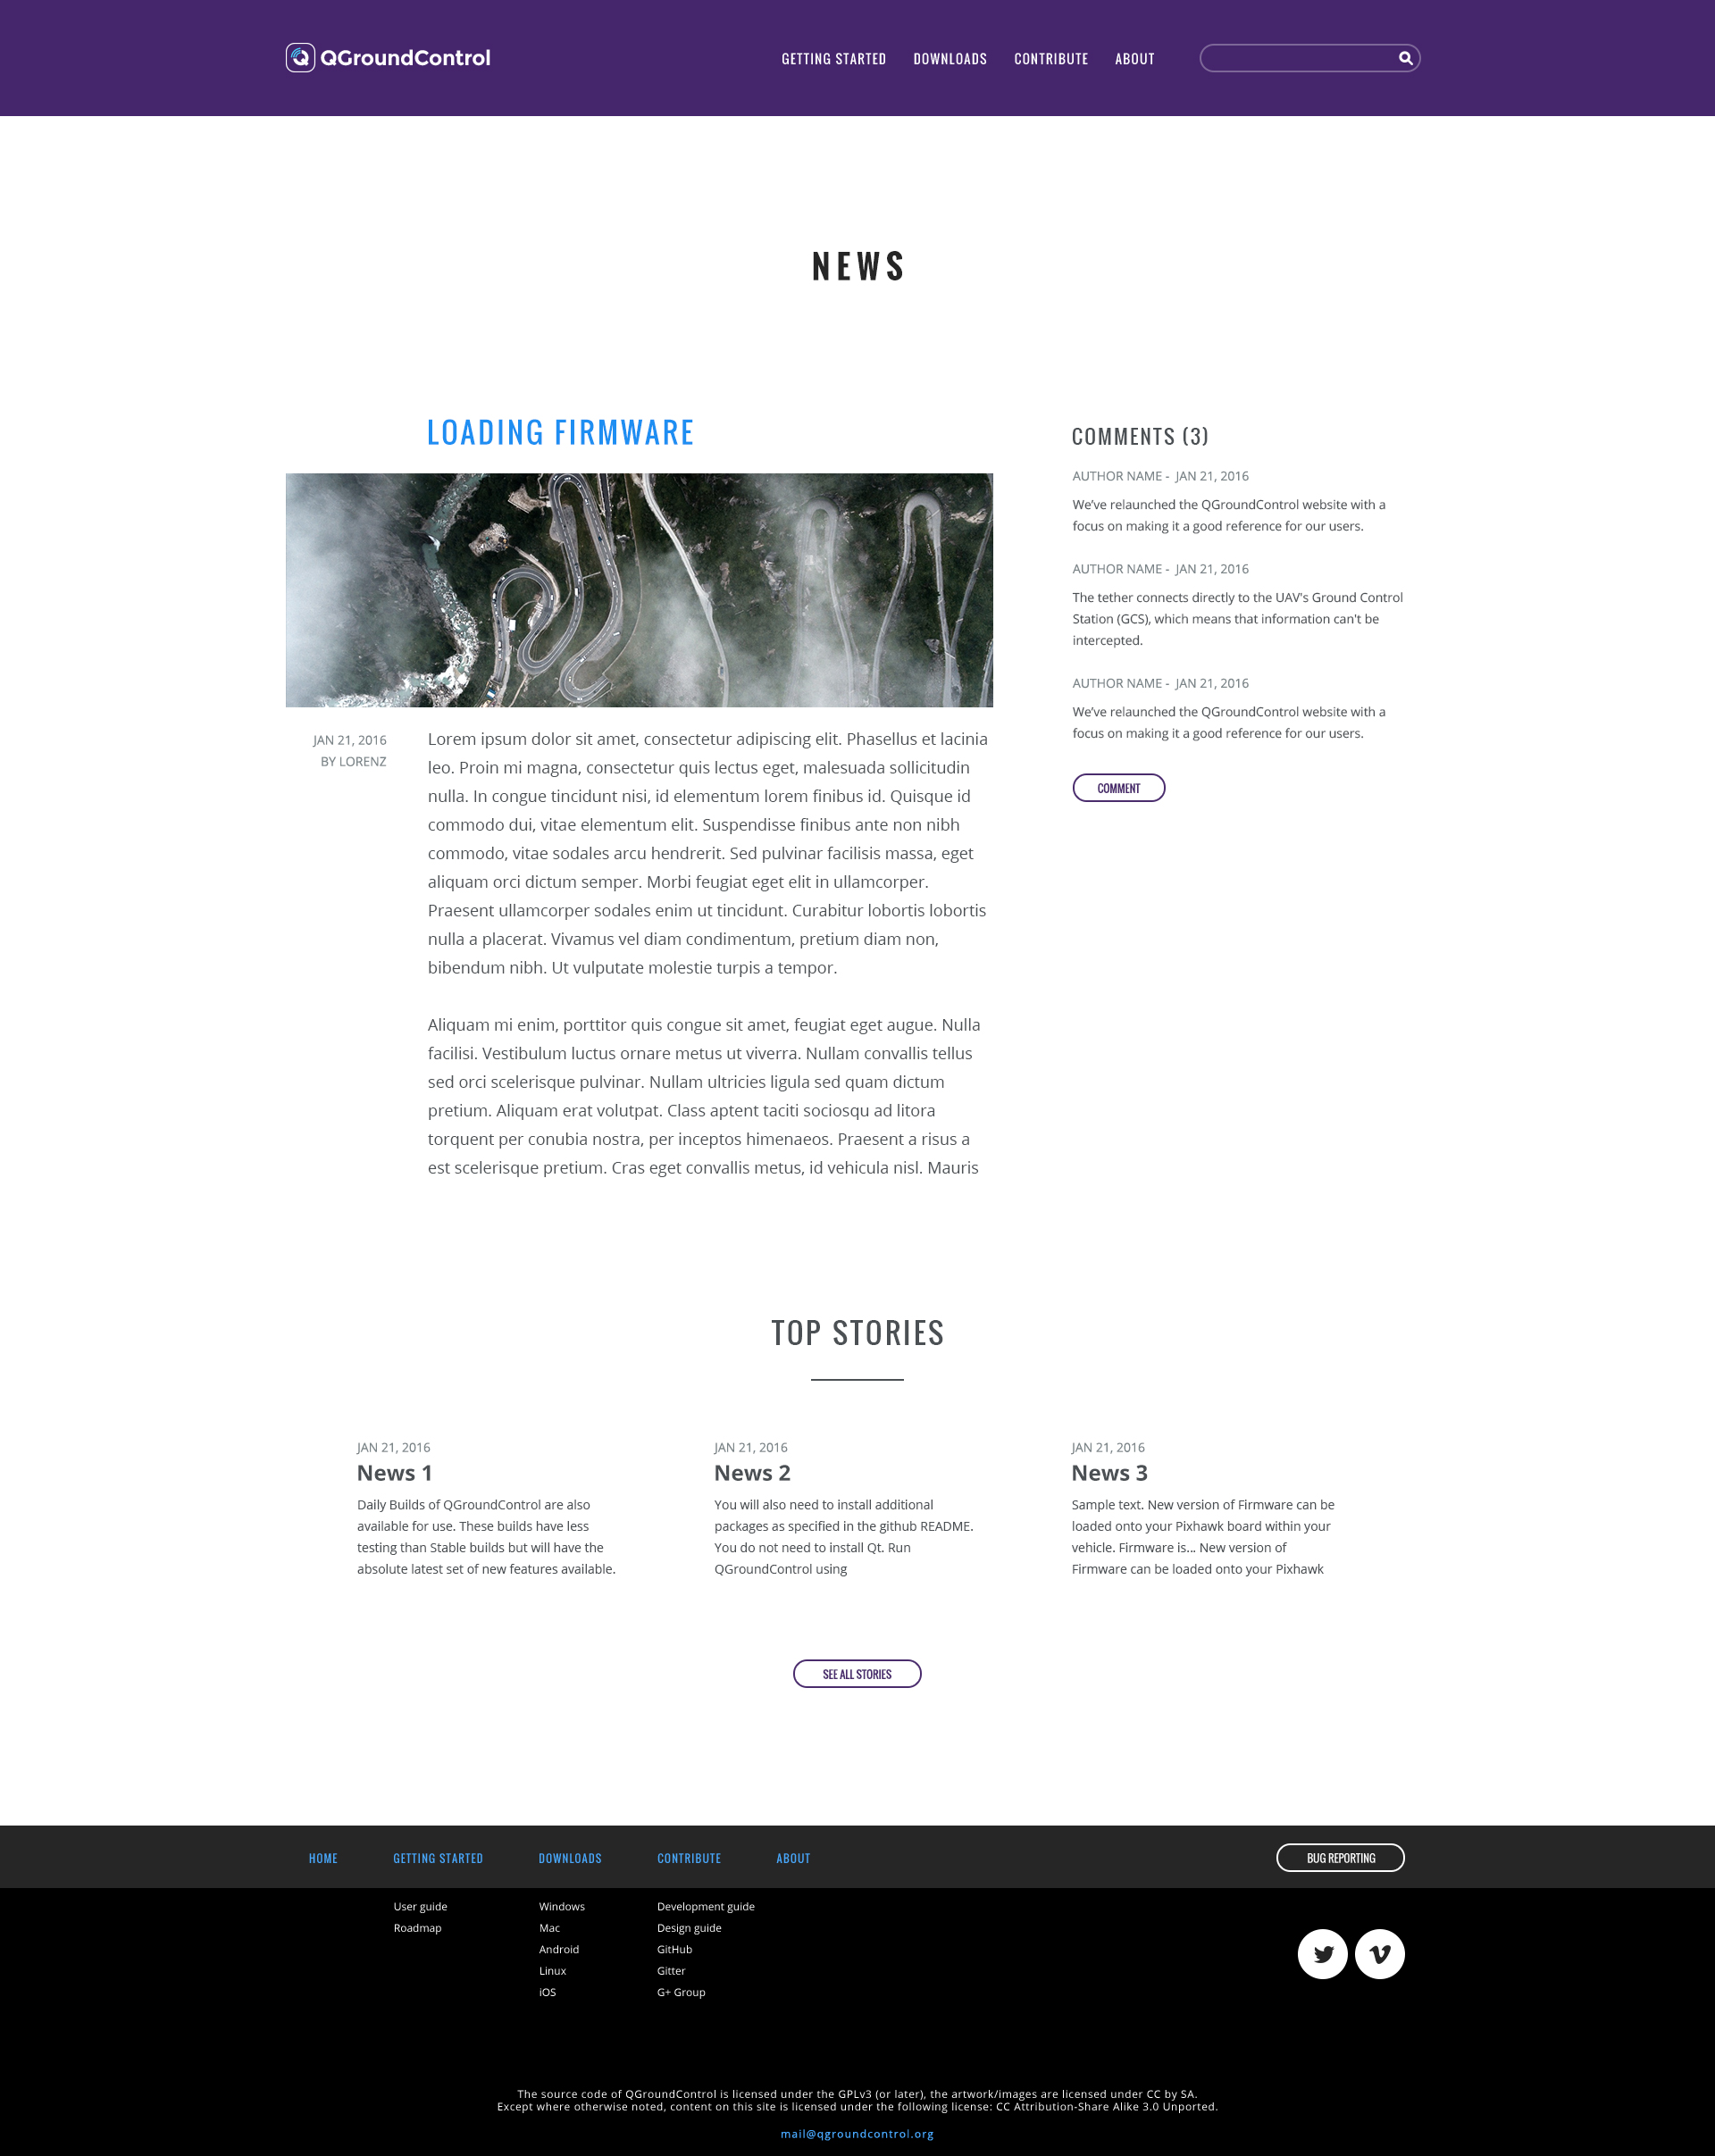 QGroundControl
GETTING STARTED DOWNLOADS CONTRIBUTE ABOUT
NEWS
LOADING FIRMWARE
JAN 21, 2016
BY LORENZ
Lorem ipsum dolor sit amet, consectetur adipiscing elit. Phasellus et lacinia
leo. Proin mi magna, consectetur quis lectus eget, malesuada sollicitudin
nulla. In congue tincidunt nisi, id elementum lorem finibus id. Quisque id
commodo dui, vitae elementum elit. Suspendisse finibus ante non nibh
commodo, vitae sodales arcu hendrerit. Sed pulvinar facilisis massa, eget
aliquam orci dictum semper. Morbi feugiat eget elit in ullamcorper.
Praesent ullamcorper sodales enim ut tincidunt. Curabitur lobortis lobortis
nulla a placerat. Vivamus vel diam condimentum, pretium diam non,
bibendum nibh. Ut vulputate molestie turpis a tempor.
Aliquam mi enim, porttitor quis congue sit amet, feugiat eget augue. Nulla
facilisi. Vestibulum luctus ornare metus ut viverra. Nullam convallis tellus
sed orci scelerisque pulvinar. Nullam ultricies ligula sed quam dictum
pretium. Aliquam erat volutpat. Class aptent taciti sociosqu ad litora
torquent per conubia nostra, per inceptos himenaeos. Praesent a risus a
est scelerisque pretium. Cras eget convallis metus, id vehicula nisl. Mauris
COMMENTS (3)
AUTHOR NAME - JAN 21, 2016
We’ve relaunched the QGroundControl website with a
focus on making it a good reference for our users.
AUTHOR NAME - JAN 21, 2016
The tether connects directly to the UAV's Ground Control
Station (GCS), which means that information can't be
intercepted.
AUTHOR NAME - JAN 21, 2016
We’ve relaunched the QGroundControl website with a
focus on making it a good reference for our users.
COMMENT
TOP STORIES
JAN 21, 2016
News 1
Daily Builds of QGroundControl are also
available for use. These builds have less
testing than Stable builds but will have the
absolute latest set of new features available.
JAN 21, 2016
News 2
You will also need to install additional
packages as specified in the github README.
You do not need to install Qt. Run
QGroundControl using
JAN 21, 2016
News 3
Sample text. New version of Firmware can be
loaded onto your Pixhawk board within your
vehicle. Firmware is... New version of
Firmware can be loaded onto your Pixhawk
SEE ALL STORIES
HOME GETTING STARTED DOWNLOADS CONTRIBUTE ABOUT
BUG REPORTING
User guide
Roadmap
Windows
Mac
Android
Linux
iOS
Development guide
Design guide
GitHub
Gitter
G+ Group
The source code of QGroundControl is licensed under the GPLv3 (or later), the artwork/images are licensed under CC by SA.
Except where otherwise noted, content on this site is licensed under the following license: CC Attribution-Share Alike 3.0 Unported.
mail@qgroundcontrol.org